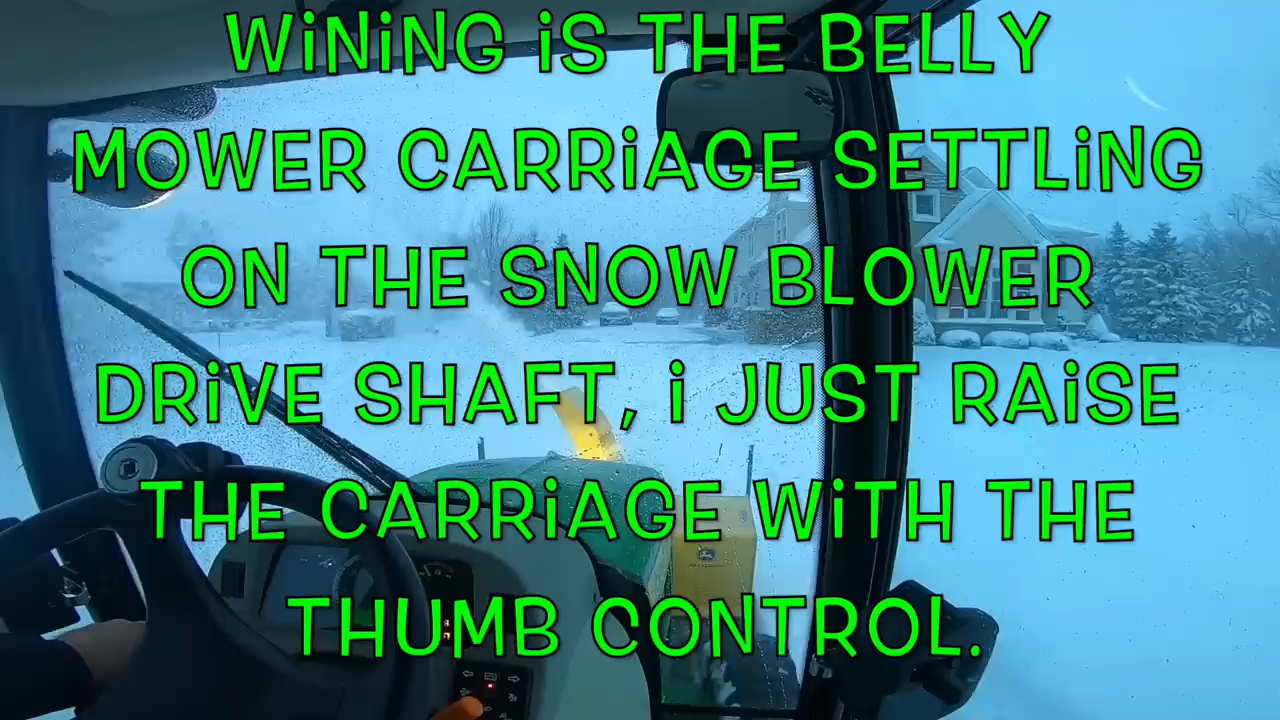 WiNiNG iS THE BELLY
MOWER CARRiAGE SETTLiNG
ON THE SNOW BLOWER
DRiVE SHAFT, i JUST RAiSE
THE CARRiAGE WiTH THE
THUMB CONTROL.